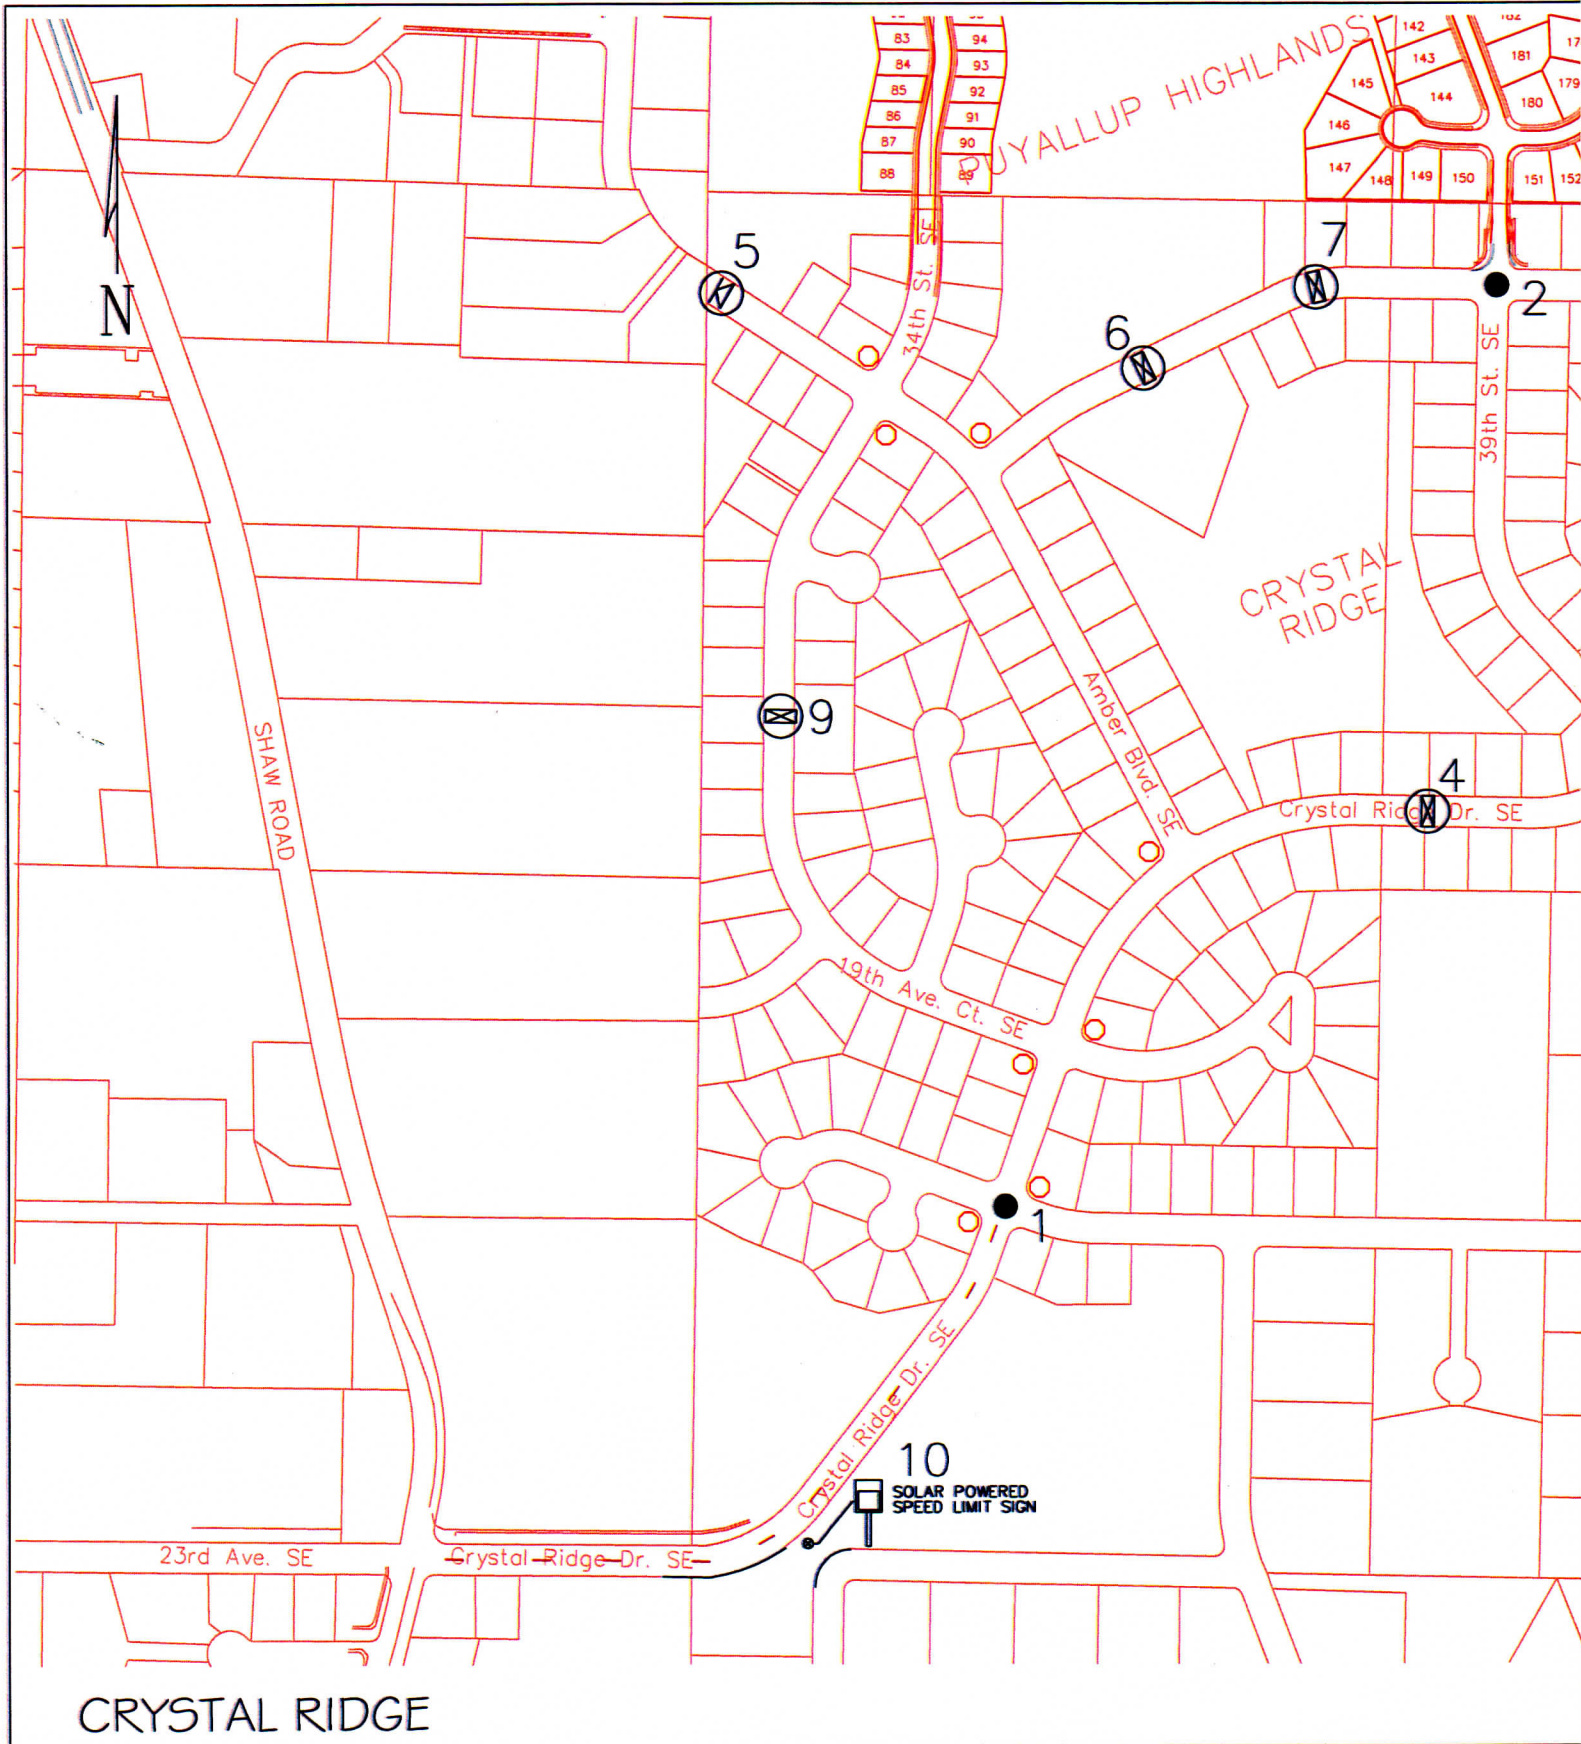 83
84
85
86
87
88
94
93
92
91
90
89
PUYALLUP HIGHLANDS
142
143
144
145
146
147
148
149
150
181
180
179
151
152
N
5
34th St. SE
7
6
2
39th St. SE
CRYSTAL
RIDGE
9
Amber Blvd. SE
4
Crystal Ridge Dr. SE
SHAW ROAD
19th Ave. Ct. SE
1
Crystal Ridge Dr. SE
10
SOLAR POWERED
SPEED LIMIT SIGN
23rd Ave. SE
Crystal Ridge Dr. SE
CRYSTAL RIDGE